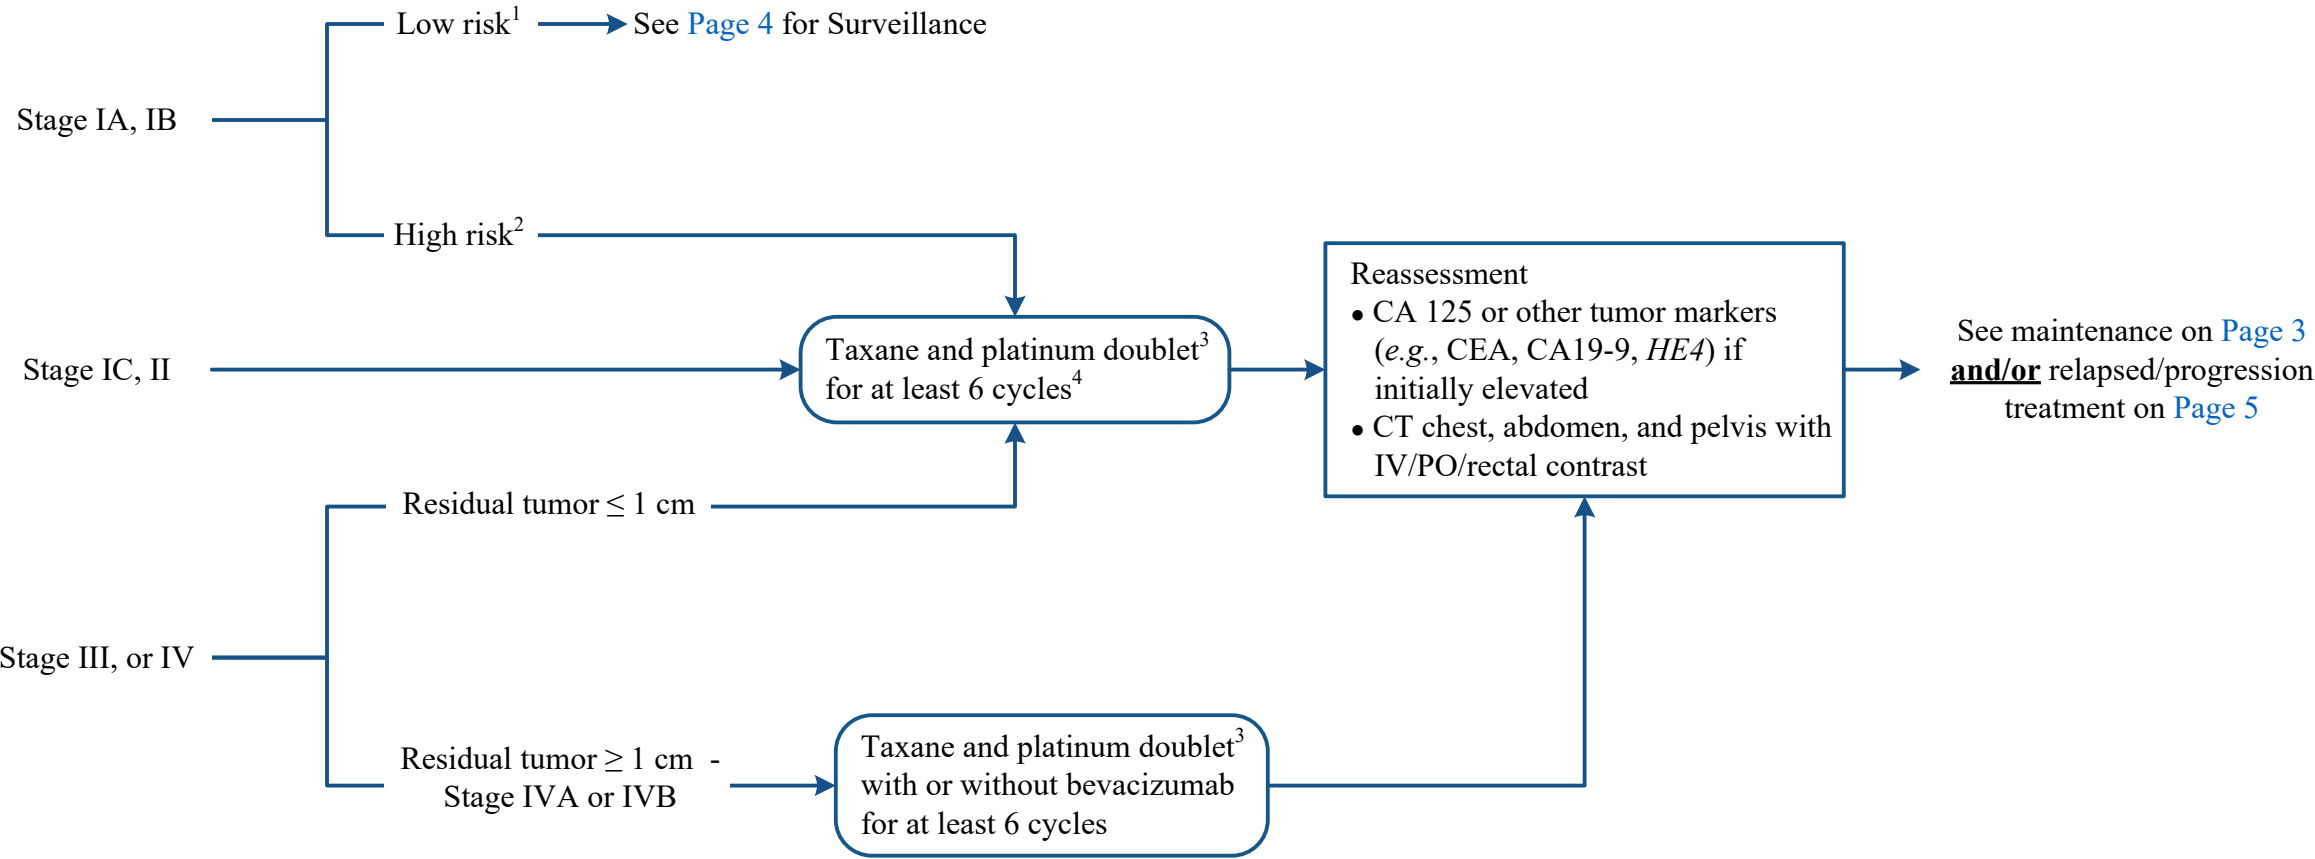 Low risk1
See Page 4 for Surveillance
Stage IA, IB
High risk2
Stage IC, II
Taxane and platinum doublet3
for at least 6 cycles4
Reassessment
• CA 125 or other tumor markers
(e.g., CEA, CA19-9, HE4) if
initially elevated
• CT chest, abdomen, and pelvis with
IV/PO/rectal contrast
See maintenance on Page 3
and/or relapsed/progression
treatment on Page 5
Residual tumor ≤ 1 cm
Stage III, or IV
Residual tumor ≥ 1 cm -
Stage IVA or IVB
Taxane and platinum doublet3
with or without bevacizumab
for at least 6 cycles